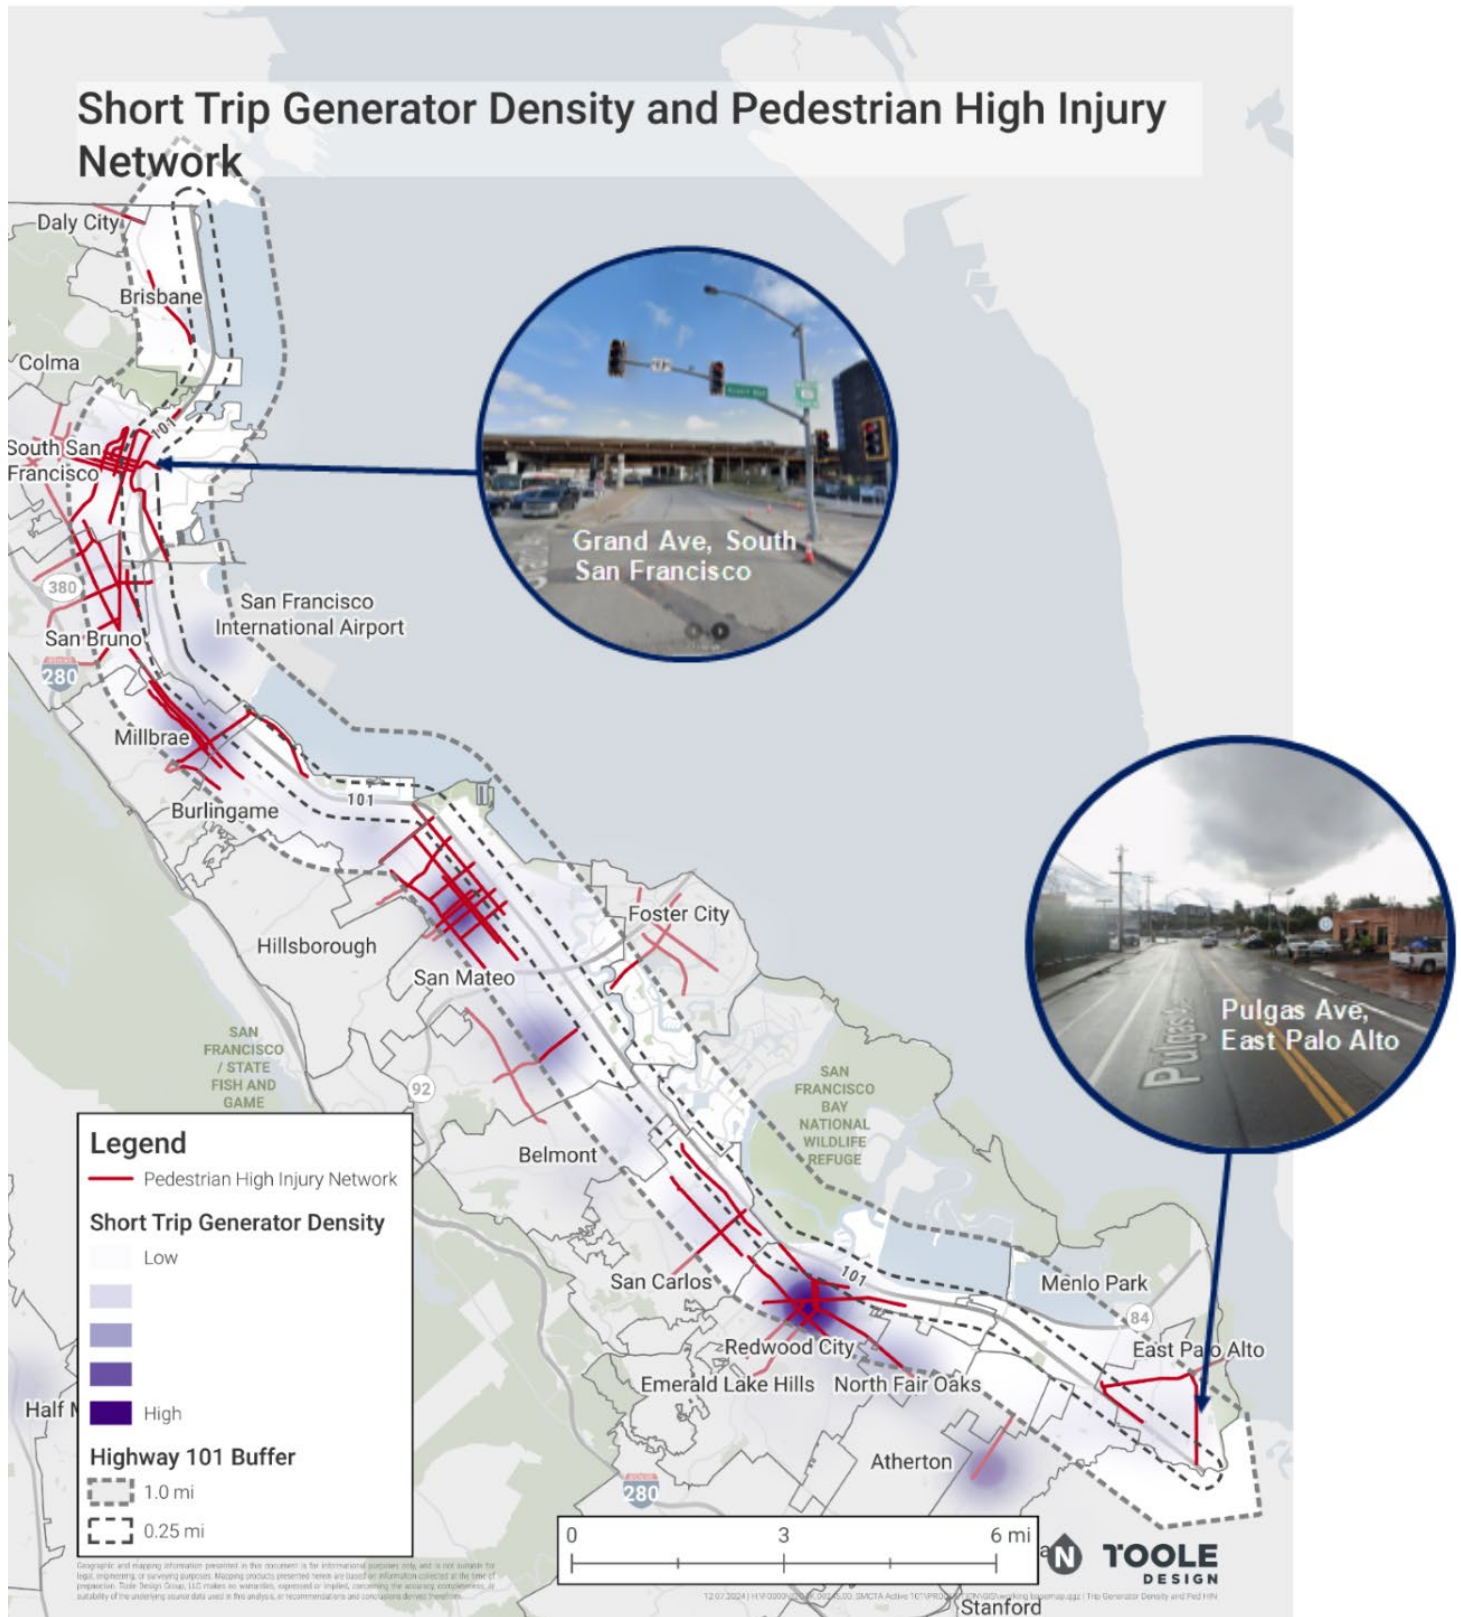 Short Trip Generator Density and Pedestrian High Injury
Network
Daly City
Brisbane
Colma
101
South San
Francisco
Grand Ave, South
San Francisco
380
San Francisco
International Airport
San Bruno
280
Millbrae
101
Burlingame
Foster City
Hillsborough
San Mateo
Pulgas Ave,
East Palo Alto
Pulgas
SAN
FRANCISCO
/ STATE
FISH AND
GAME
92
SAN
FRANCISCO
BAY
NATIONAL
WILDLIFE
REFUGE
Belmont
Legend
Pedestrian High Injury Network
Short Trip Generator Density
Low
High
Highway 101 Buffer
1.0 mi
0.25 mi
San Carlos
101
Menlo Park
84
Redwood City
East Palo Alto
Emerald Lake Hills
North Fair Oaks
Half
Atherton
280
0 3 6 mi
N
TOOLE
DESIGN
Stanford